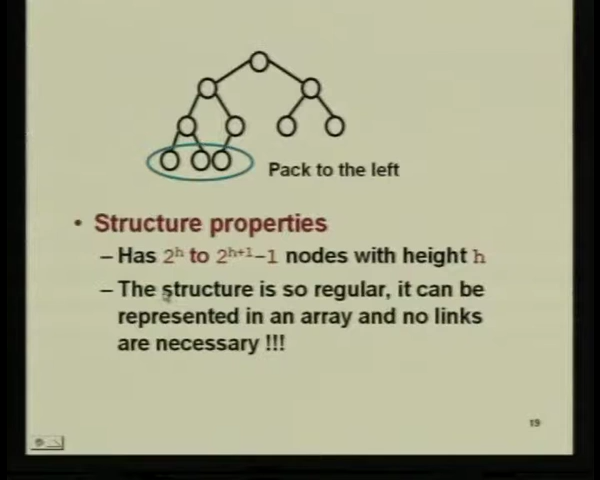 Pack to the left
• Structure properties
– Has 2ʰ to 2ʰ⁺¹–1 nodes with height h
– The structure is so regular, it can be
represented in an array and no links
are necessary !!!
19